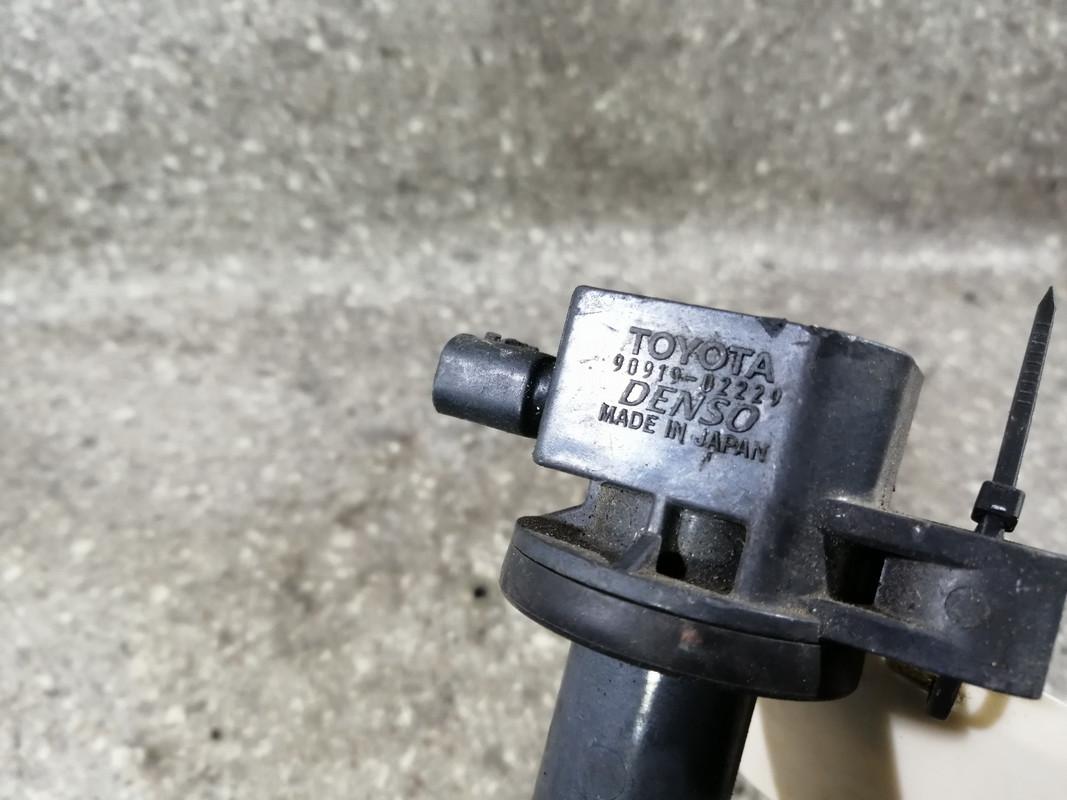 TOYOTA
90919-02229
DENSO
MADE IN JAPAN